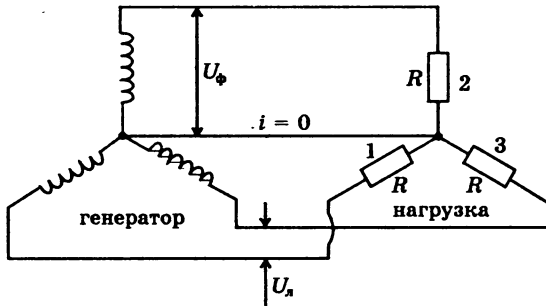 Uф
R 2
i = 0
1 3
R R
генератор
нагрузка
Uл